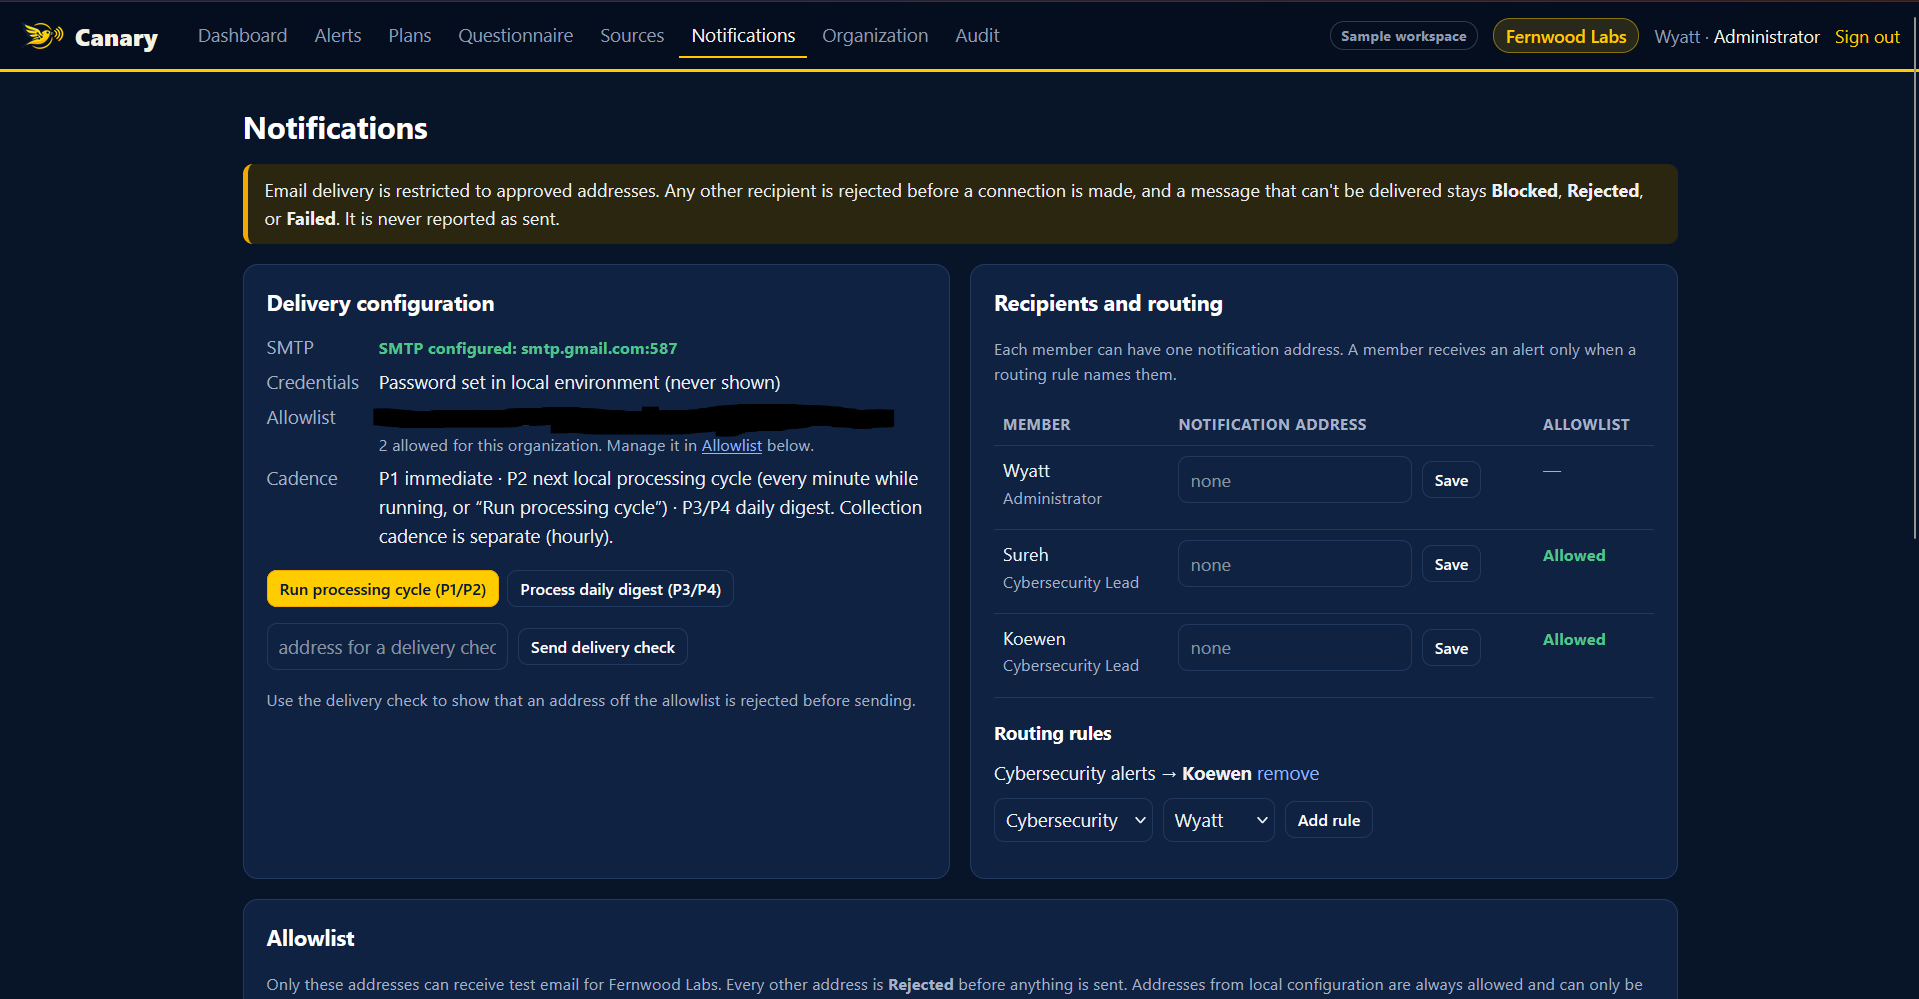 Canary
Dashboard Alerts Plans Questionnaire Sources Notifications Organization Audit
Sample workspace Fernwood Labs Wyatt · Administrator Sign out
Notifications
Email delivery is restricted to approved addresses. Any other recipient is rejected before a connection is made, and a message that can't be delivered stays Blocked, Rejected,
or Failed. It is never reported as sent.
Delivery configuration
SMTP SMTP configured: smtp.gmail.com:587
Credentials Password set in local environment (never shown)
Allowlist
2 allowed for this organization. Manage it in Allowlist below.
Cadence P1 immediate · P2 next local processing cycle (every minute while
running, or “Run processing cycle”) · P3/P4 daily digest. Collection
cadence is separate (hourly).
Run processing cycle (P1/P2) Process daily digest (P3/P4)
address for a delivery chec Send delivery check
Use the delivery check to show that an address off the allowlist is rejected before sending.
Recipients and routing
Each member can have one notification address. A member receives an alert only when a
routing rule names them.
MEMBER NOTIFICATION ADDRESS ALLOWLIST
Wyatt none Save —
Administrator
Sureh none Save Allowed
Cybersecurity Lead
Koewen none Save Allowed
Cybersecurity Lead
Routing rules
Cybersecurity alerts → Koewen remove
Cybersecurity Wyatt Add rule
Allowlist
Only these addresses can receive test email for Fernwood Labs. Every other address is Rejected before anything is sent. Addresses from local configuration are always allowed and can only be